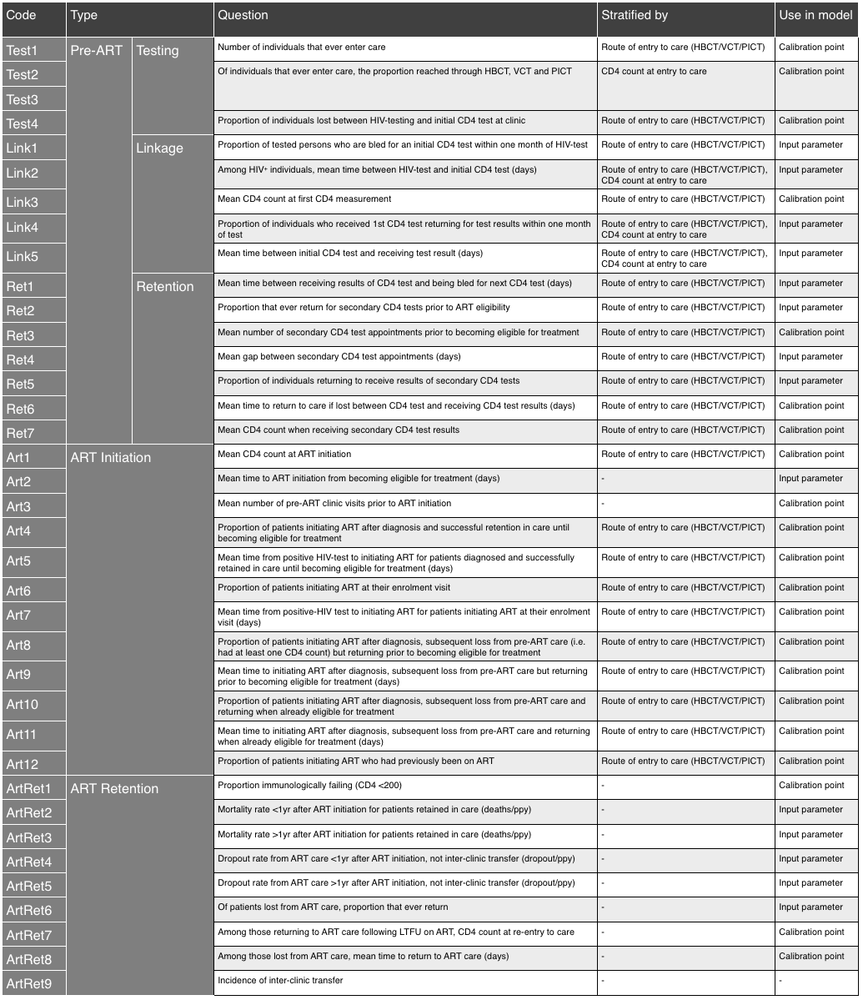 Code Type Question Stratified by Use in model
Test1 Pre-ART Testing Number of individuals that ever enter care Route of entry to care (HBCT/VCT/PICT) Calibration point
Test2 Of individuals that ever enter care, the proportion reached through HBCT, VCT and PICT CD4 count at entry to care Calibration point
Test3
Test4 Proportion of individuals lost between HIV-testing and initial CD4 test at clinic Route of entry to care (HBCT/VCT/PICT) Calibration point
Link1 Linkage Proportion of tested persons who are bled for an initial CD4 test within one month of HIV-test Route of entry to care (HBCT/VCT/PICT) Input parameter
Link2 Among HIV+ individuals, mean time between HIV-test and initial CD4 test (days) Route of entry to care (HBCT/VCT/PICT), Input parameter
CD4 count at entry to care
Link3 Mean CD4 count at first CD4 measurement Route of entry to care (HBCT/VCT/PICT) Calibration point
Link4 Proportion of individuals who received 1st CD4 test returning for test results within one month Route of entry to care (HBCT/VCT/PICT), Input parameter
of test CD4 count at entry to care
Link5 Mean time between initial CD4 test and receiving test result (days) Route of entry to care (HBCT/VCT/PICT), Input parameter
CD4 count at entry to care
Ret1 Retention Mean time between receiving results of CD4 test and being bled for next CD4 test (days) Route of entry to care (HBCT/VCT/PICT) Input parameter
Ret2 Proportion that ever return for secondary CD4 tests prior to ART eligibility Route of entry to care (HBCT/VCT/PICT) Input parameter
Ret3 Mean number of secondary CD4 test appointments prior to becoming eligible for treatment Route of entry to care (HBCT/VCT/PICT) Calibration point
Ret4 Mean gap between secondary CD4 test appointments (days) Route of entry to care (HBCT/VCT/PICT) Input parameter
Ret5 Proportion of individuals returning to receive results of secondary CD4 tests Route of entry to care (HBCT/VCT/PICT) Input parameter
Ret6 Mean time to return to care if lost between CD4 test and receiving CD4 test results (days) Route of entry to care (HBCT/VCT/PICT) Calibration point
Ret7 Mean CD4 count when receiving secondary CD4 test results Route of entry to care (HBCT/VCT/PICT) Calibration point
Art1 ART Initiation Mean CD4 count at ART initiation Route of entry to care (HBCT/VCT/PICT) Calibration point
Art2 Mean time to ART initiation from becoming eligible for treatment (days) - Input parameter
Art3 Mean number of pre-ART clinic visits prior to ART initiation - Calibration point
Art4 Proportion of patients initiating ART after diagnosis and successful retention in care until Route of entry to care (HBCT/VCT/PICT) Calibration point
becoming eligible for treatment
Art5 Mean time from positive HIV-test to initiating ART for patients diagnosed and successfully Route of entry to care (HBCT/VCT/PICT) Calibration point
retained in care until becoming eligible for treatment (days)
Art6 Proportion of patients initiating ART at their enrolment visit Route of entry to care (HBCT/VCT/PICT) Calibration point
Art7 Mean time from positive-HIV test to initiating ART for patients initiating ART at their enrolment Route of entry to care (HBCT/VCT/PICT) Calibration point
visit (days)
Art8 Proportion of patients initiating ART after diagnosis, subsequent loss from pre-ART care (i.e. Route of entry to care (HBCT/VCT/PICT) Calibration point
had at least one CD4 count) but returning prior to becoming eligible for treatment
Art9 Mean time to initiating ART after diagnosis, subsequent loss from pre-ART care but returning Route of entry to care (HBCT/VCT/PICT) Calibration point
prior to becoming eligible for treatment (days)
Art10 Proportion of patients initiating ART after diagnosis, subsequent loss from pre-ART care and Route of entry to care (HBCT/VCT/PICT) Calibration point
returning when already eligible for treatment
Art11 Mean time to initiating ART after diagnosis, subsequent loss from pre-ART care and returning Route of entry to care (HBCT/VCT/PICT) Calibration point
when already eligible for treatment (days)
Art12 Proportion of patients initiating ART who had previously been on ART Route of entry to care (HBCT/VCT/PICT) Calibration point
ArtRet1 ART Retention Proportion immunologically failing (CD4 <200) - Calibration point
ArtRet2 Mortality rate <1yr after ART initiation for patients retained in care (deaths/ppy) - Input parameter
ArtRet3 Mortality rate >1yr after ART initiation for patients retained in care (deaths/ppy) - Input parameter
ArtRet4 Dropout rate from ART care <1yr after ART initiation, not inter-clinic transfer (dropout/ppy) - Input parameter
ArtRet5 Dropout rate from ART care >1yr after ART initiation, not inter-clinic transfer (dropout/ppy) - Input parameter
ArtRet6 Of patients lost from ART care, proportion that ever return - Input parameter
ArtRet7 Among those returning to ART care following LTFU on ART, CD4 count at re-entry to care - Calibration point
ArtRet8 Among those lost from ART care, mean time to return to ART care (days) - Calibration point
ArtRet9 Incidence of inter-clinic transfer - -